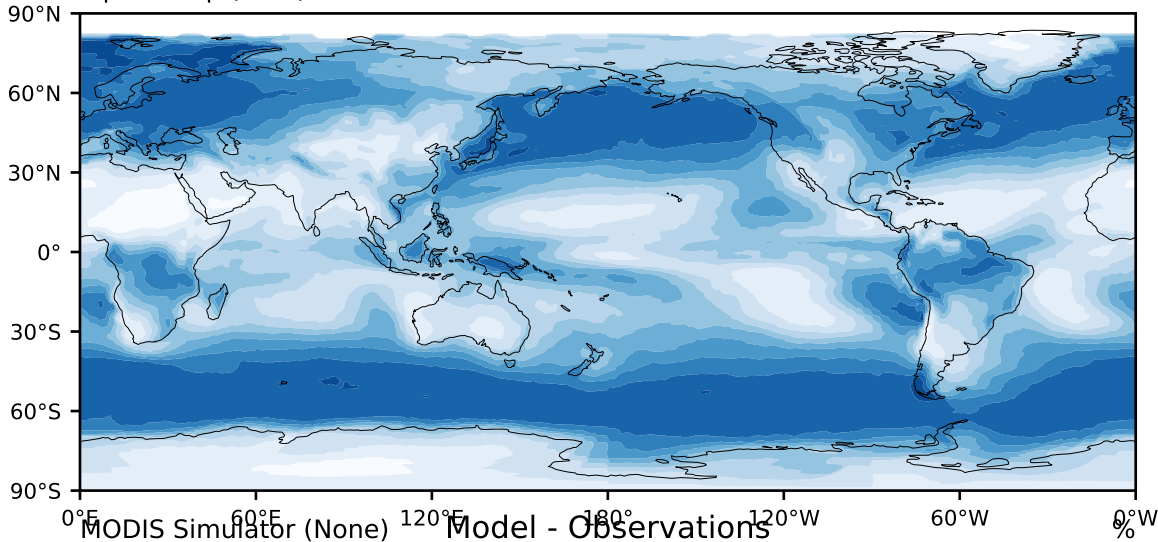 90°N
60°N
30°N
0°
30°S
60°S
90°S
0°E 60°E 120°E 180° 120°W 60°W 0°W
MODIS Simulator (None) Model - Observations %